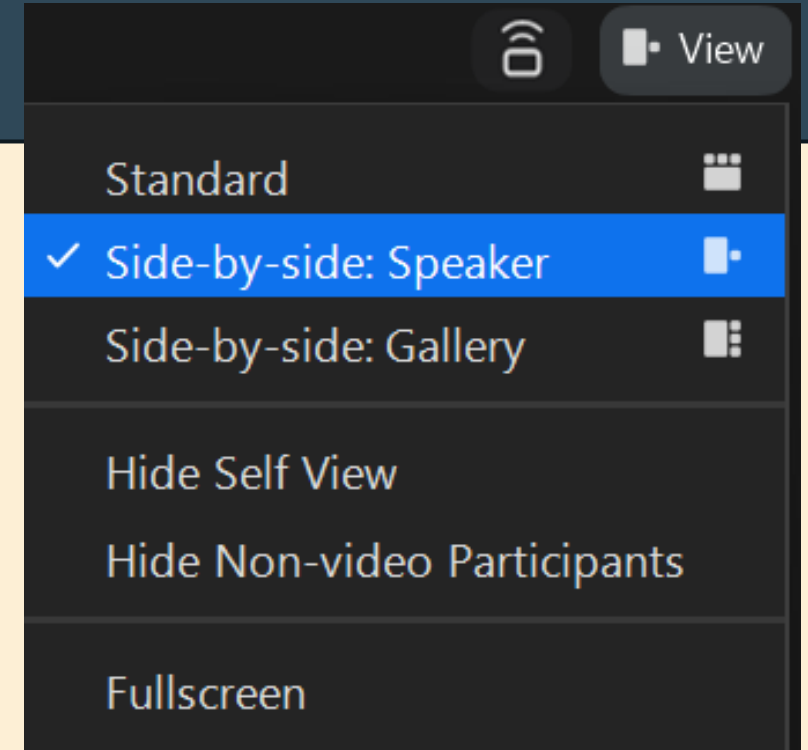 View
Standard
Side-by-side: Speaker
Side-by-side: Gallery
Hide Self View
Hide Non-video Participants
Fullscreen